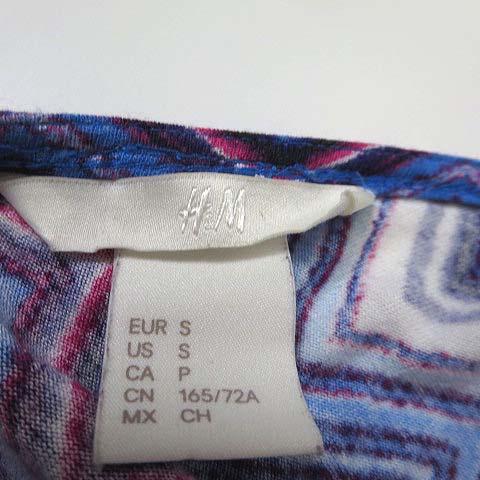 H&M
EUR S
US S
CA P
CN 165/72A
MX CH